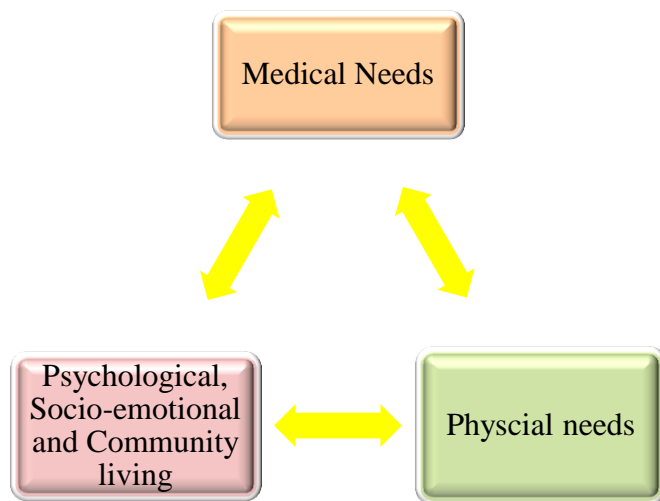 Medical Needs
Psychological,
Socio-emotional
and Community
living
Physcial needs